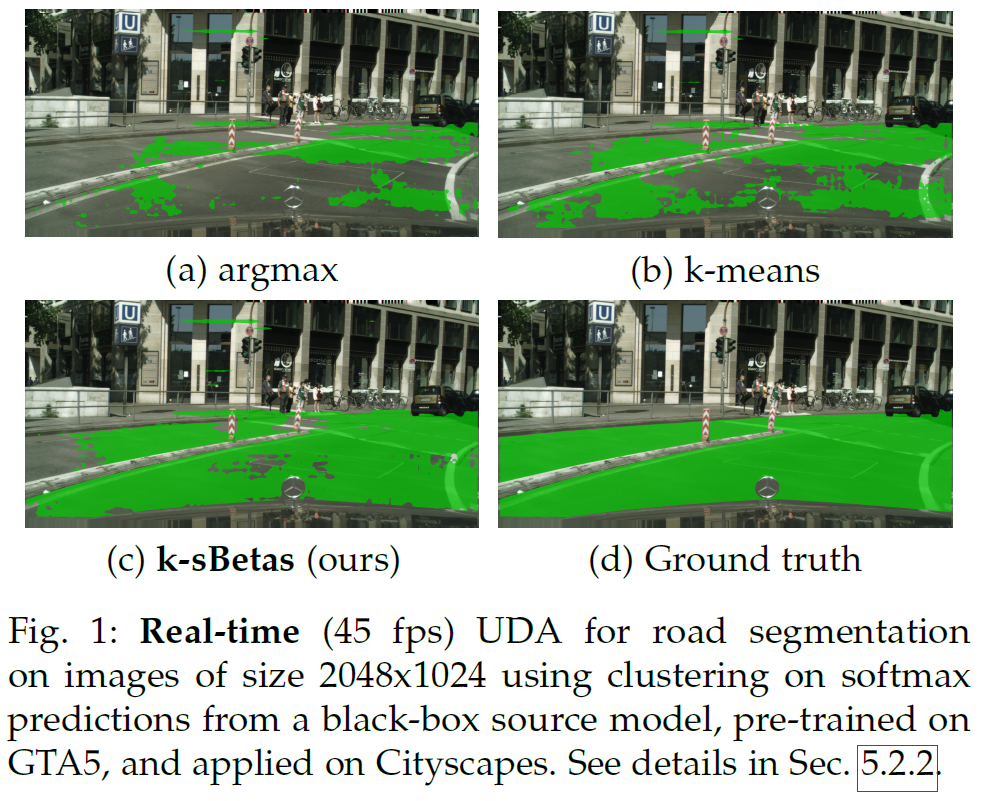 U
U
(a) argmax
(b) k-means
U
U
(c) k-sBetas (ours)
(d) Ground truth
Fig. 1: Real-time (45 fps) UDA for road segmentation
on images of size 2048x1024 using clustering on softmax
predictions from a black-box source model, pre-trained on
GTA5, and applied on Cityscapes. See details in Sec. 5.2.2.